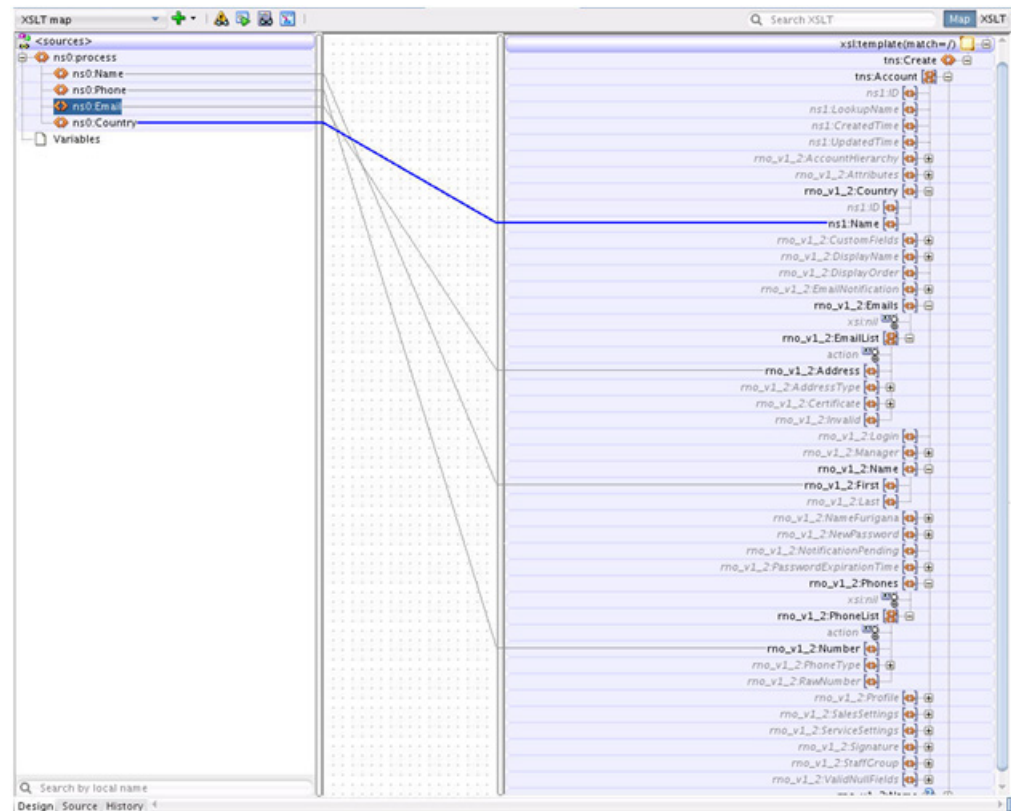 XSLT map
Search XSLT
Map XSLT
<sources>
ns0:process
ns0:Name
ns0:Phone
ns0:Email
ns0:Country
Variables
xsl:template(match=/)
tns:Create
tns:Account
ns1:ID
ns1:LookupName
ns1:CreatedTime
ns1:UpdatedTime
rno_v1_2:AccountHierarchy
rno_v1_2:Attributes
rno_v1_2:Country
ns1:ID
ns1:Name
rno_v1_2:CustomFields
rno_v1_2:DisplayName
rno_v1_2:DisplayOrder
rno_v1_2:EmailNotification
rno_v1_2:Emails
xsi:nil
rno_v1_2:EmailList
action
rno_v1_2:Address
rno_v1_2:AddressType
rno_v1_2:Certificate
rno_v1_2:Invalid
rno_v1_2:Login
rno_v1_2:Manager
rno_v1_2:Name
rno_v1_2:First
rno_v1_2:Last
rno_v1_2:NameFurigana
rno_v1_2:NewPassword
rno_v1_2:NotificationPending
rno_v1_2:PasswordExpirationTime
rno_v1_2:Phones
xsi:nil
rno_v1_2:PhoneList
action
rno_v1_2:Number
rno_v1_2:PhoneType
rno_v1_2:RawNumber
rno_v1_2:Profile
rno_v1_2:SalesSettings
rno_v1_2:ServiceSettings
rno_v1_2:Signature
rno_v1_2:StaffGroup
rno_v1_2:ValidNullFields
Search by local name
Design Source History